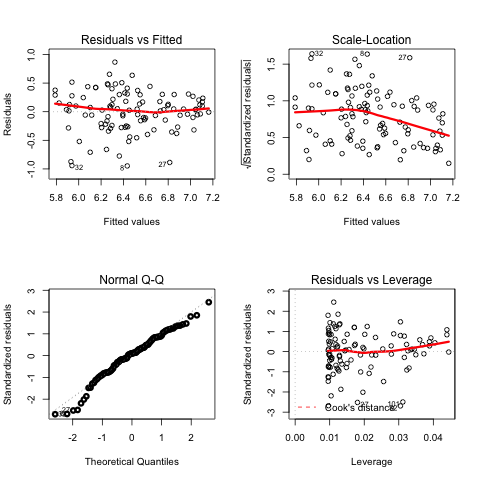 Residuals vs Fitted
Residuals
-1.0 -0.5 0.0 0.5 1.0
32
8
27
5.8 6.0 6.2 6.4 6.6 6.8 7.0 7.2
Fitted values
Scale-Location
√|Standardized residuals|
0.0 0.5 1.0 1.5
32
8
27
5.8 6.0 6.2 6.4 6.6 6.8 7.0 7.2
Fitted values
Normal Q-Q
Standardized residuals
-2 -1 0 1 2 3
-2 -1 0 1 2
Theoretical Quantiles
Residuals vs Leverage
Standardized residuals
-3 -2 -1 0 1 2 3
27
Cook's distance
0.00 0.01 0.02 0.03 0.04
Leverage